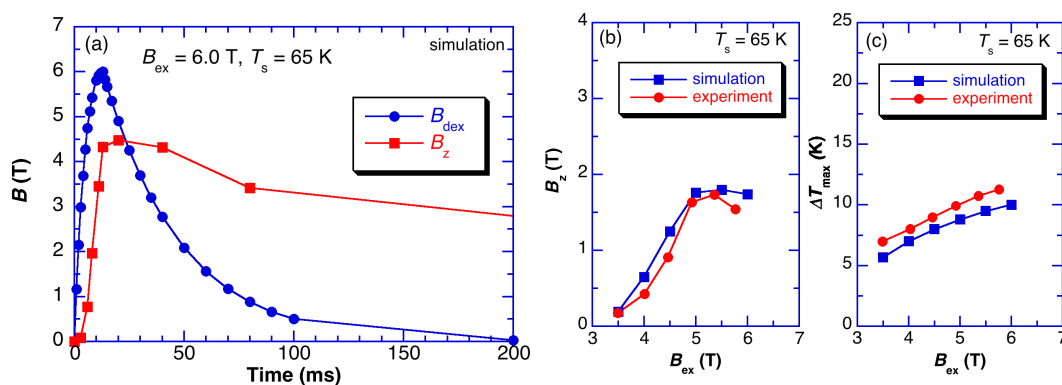 (a)
B_ex = 6.0 T, T_s = 65 K
simulation
B_dex
B_z
B (T)
7
6
5
4
3
2
1
0
0
50
100
150
200
Time (ms)
(b)
T_s = 65 K
simulation
experiment
B_z (T)
4
3
2
1
0
3
4
5
6
7
B_ex (T)
(c)
T_s = 65 K
simulation
experiment
ΔT_max (K)
25
20
15
10
5
0
3
4
5
6
7
B_ex (T)